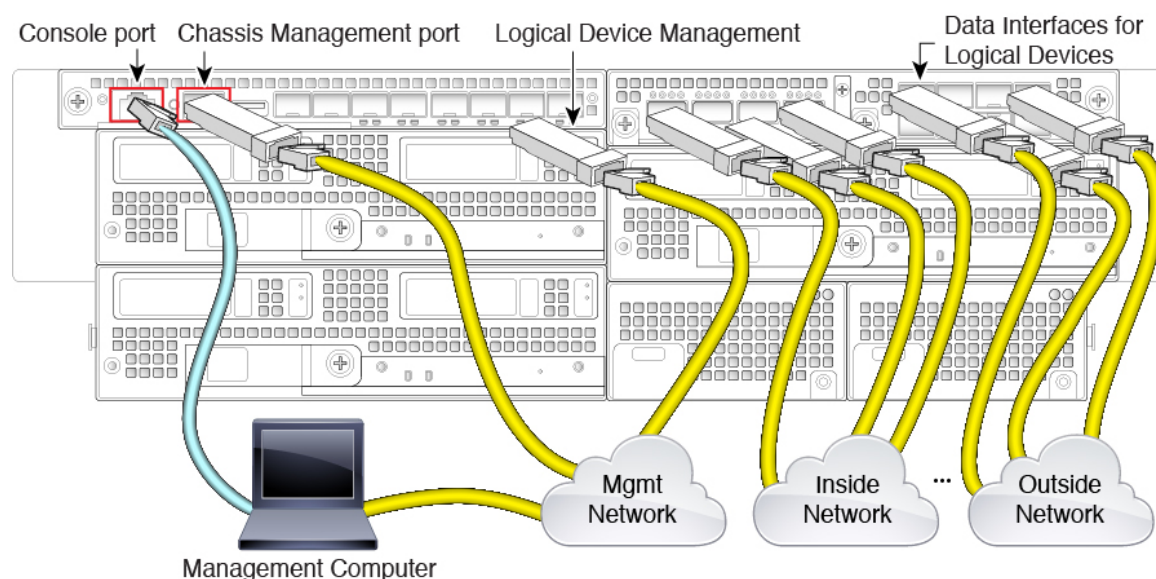 Console port
Chassis Management port
Logical Device Management
Data Interfaces for
Logical Devices
Mgmt
Network
Inside
Network
...
Outside
Network
Management Computer